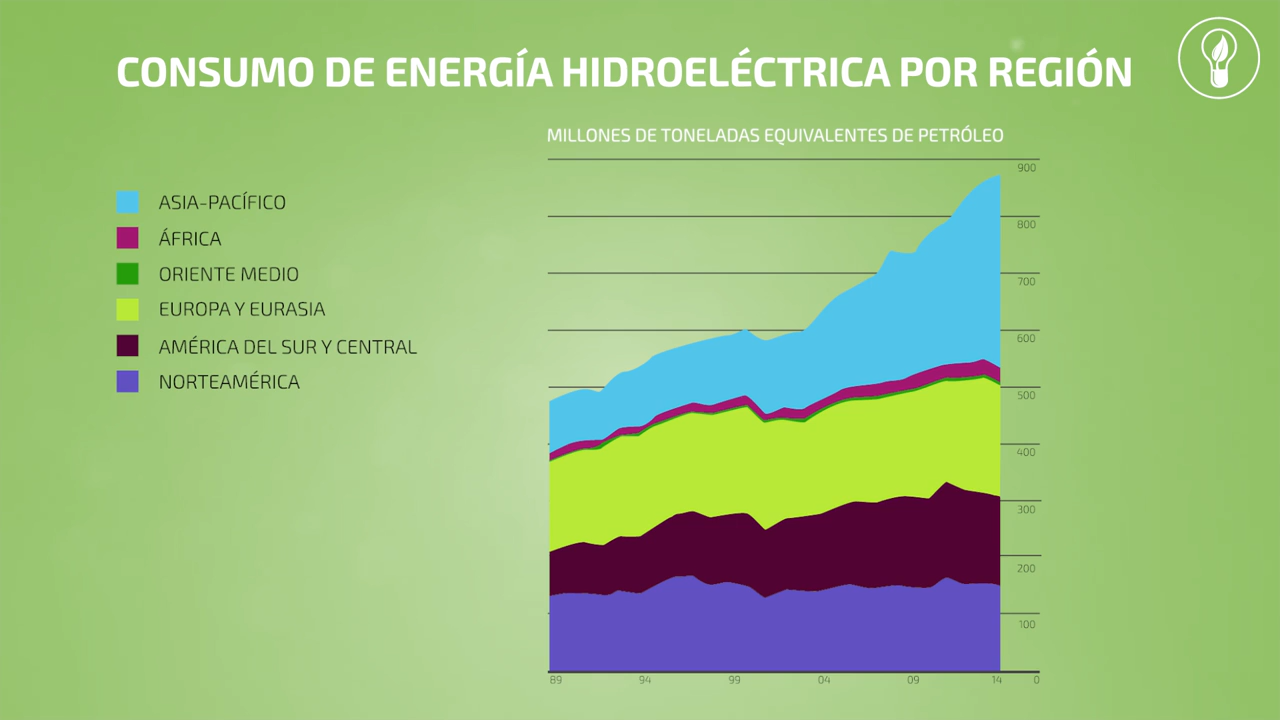 CONSUMO DE ENERGÍA HIDROELÉCTRICA POR REGIÓN
MILLONES DE TONELADAS EQUIVALENTES DE PETRÓLEO
ASIA-PACÍFICO
ÁFRICA
ORIENTE MEDIO
EUROPA Y EURASIA
AMÉRICA DEL SUR Y CENTRAL
NORTEAMÉRICA
900
800
700
600
500
400
300
200
100
89 94 99 04 09 14 0